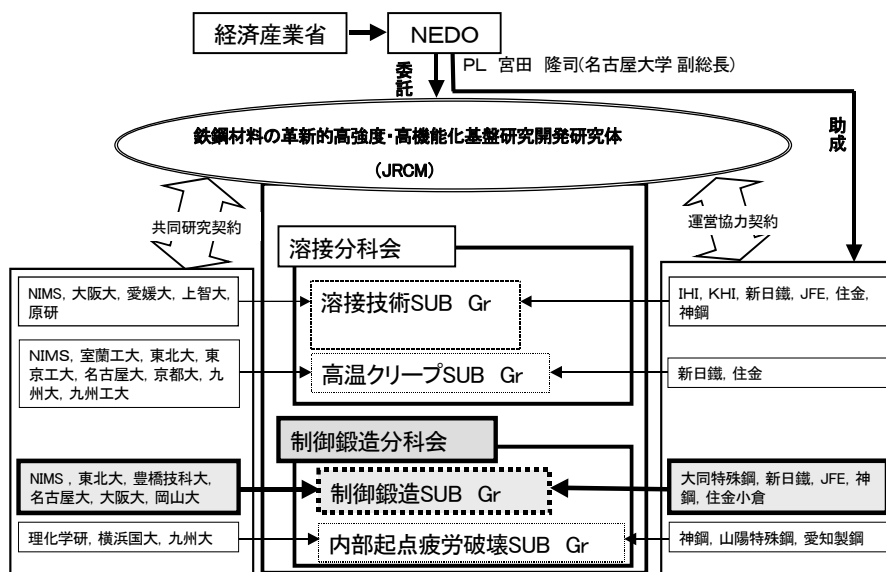 経済産業省
NEDO
PL 宮田 隆司(名古屋大学 副総長)
委託
助成
鉄鋼材料の革新的高強度・高機能化基盤研究開発研究体
(JRCM)
共同研究契約
運営協力契約
溶接分科会
NIMS, 大阪大, 愛媛大, 上智大,
原研
溶接技術SUB Gr
IHI, KHI, 新日鐵, JFE, 住金,
神鋼
NIMS, 室蘭工大, 東北大, 東
京工大, 名古屋大, 京都大, 九
州大, 九州工大
高温クリープSUB Gr
新日鐵, 住金
制御鍛造分科会
NIMS, 東北大, 豊橋技科大,
名古屋大, 大阪大, 岡山大
制御鍛造SUB Gr
大同特殊鋼, 新日鐵, JFE, 神
鋼, 住金小倉
理化学研, 横浜国大, 九州大
内部起点疲労破壊SUB Gr
神鋼, 山陽特殊鋼, 愛知製鋼